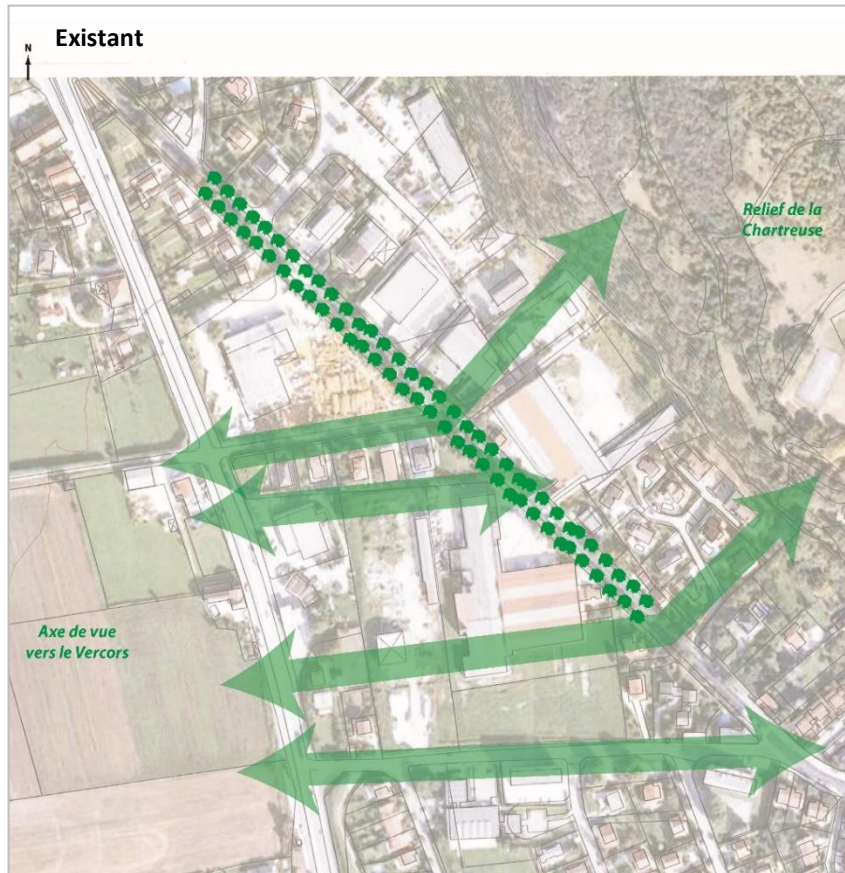 Existant
N
Relief de la
Chartreuse
Axe de vue
vers le Vercors